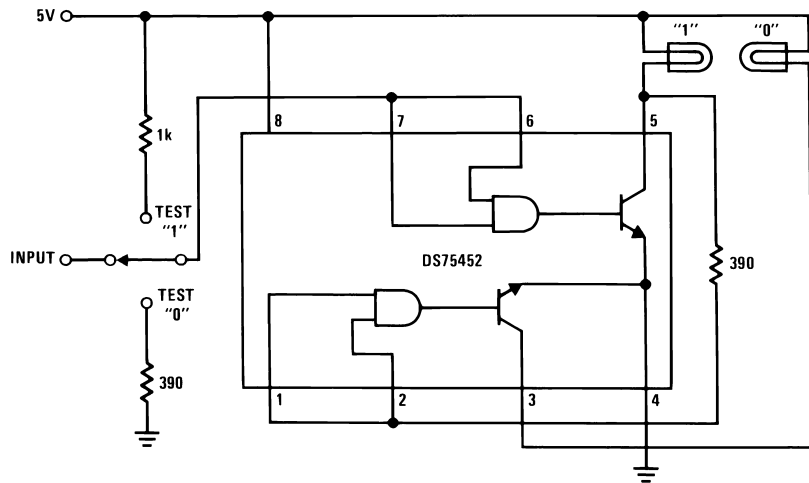 5V
"1" "0"
1k
8 7 6 5
TEST
"1"
INPUT
DS75452
390
TEST
"0"
390
1 2 3 4